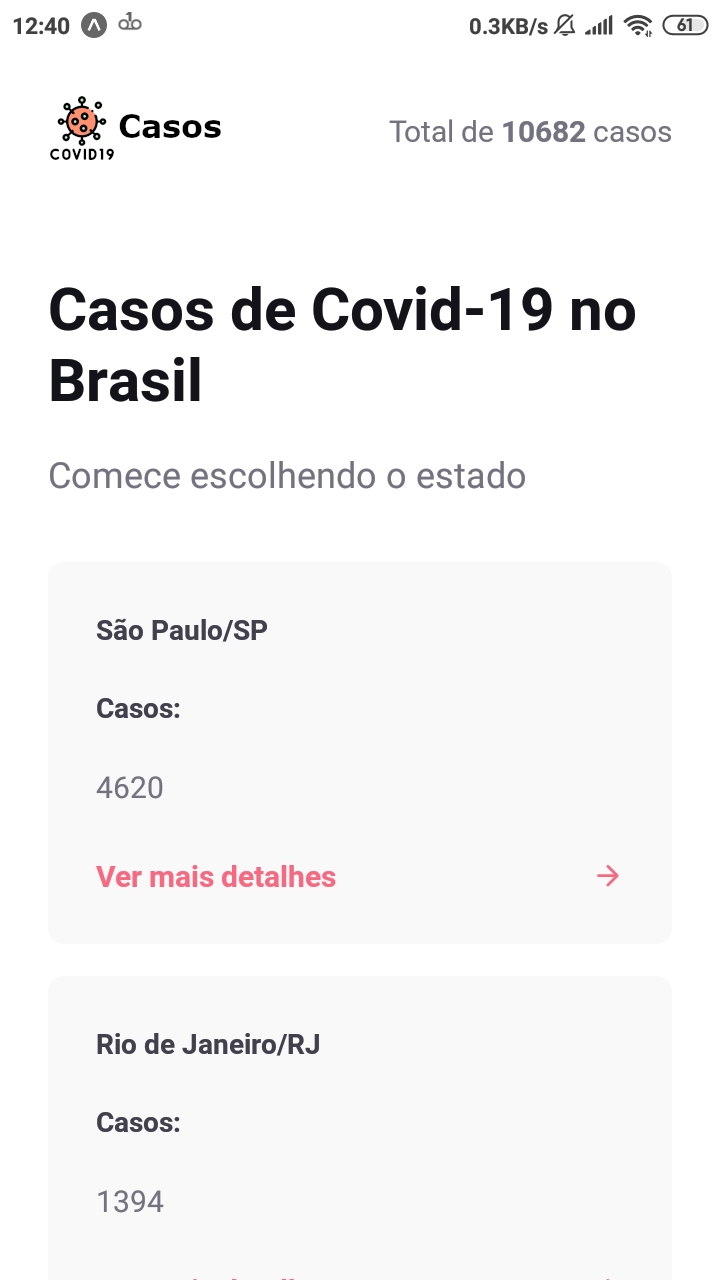 12:40
0.3KB/s
61
COVID19
Casos
Total de 10682 casos
Casos de Covid-19 no
Brasil
Comece escolhendo o estado
São Paulo/SP
Casos:
4620
Ver mais detalhes
Rio de Janeiro/RJ
Casos:
1394